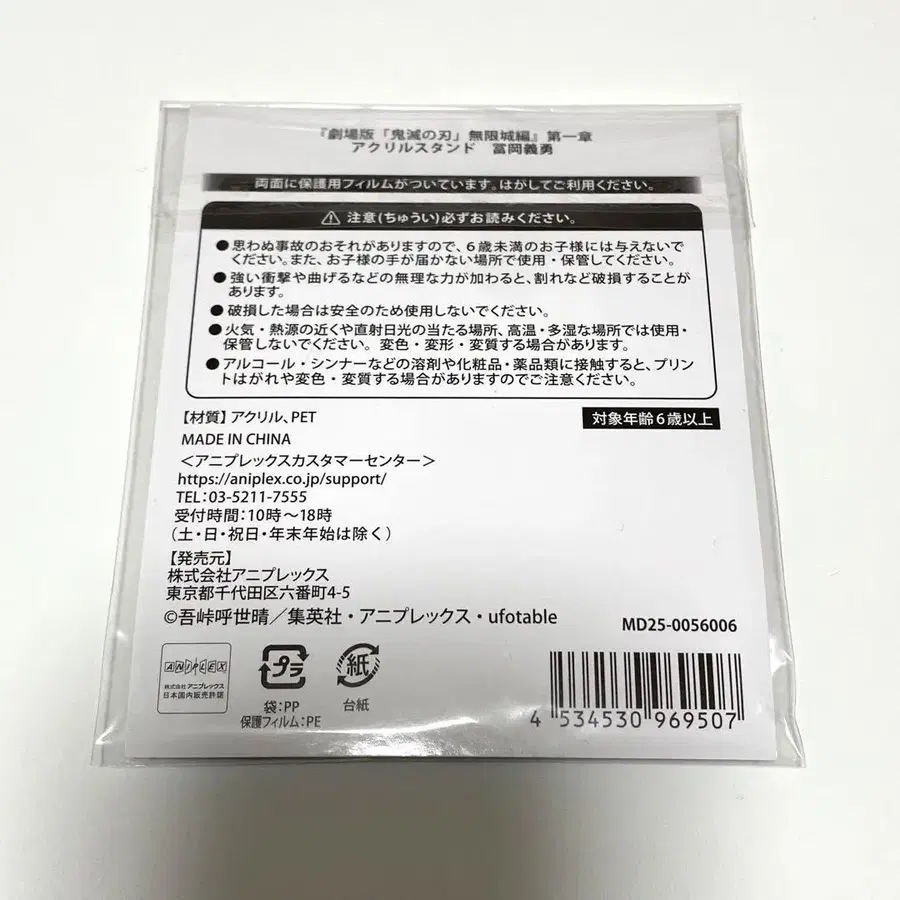 『劇場版「鬼滅の刃」無限城編』第一章
アクリルスタンド 冨岡義勇
両面に保護用フィルムがついています。はがしてご利用ください。
⚠ 注意(ちゅうい)必ずお読みください。
●思わぬ事故のおそれがありますので、6歳未満のお子様には与えないで
ください。また、お子様の手が届かない場所で使用・保管してください。
●強い衝撃や曲げるなどの無理な力が加わると、割れなど破損することが
あります。
●破損した場合は安全のため使用しないでください。
●火気・熱源の近くや直射日光の当たる場所、高温・多湿な場所では使用・
保管しないでください。 変色・変形・変質する場合があります。
●アルコール・シンナーなどの溶剤や化粧品・薬品類に接触すると、プリン
トはがれや変色・変質する場合がありますのでご注意ください。
【材質】アクリル、PET
対象年齢6歳以上
MADE IN CHINA
＜アニプレックスカスタマーセンター＞
https://aniplex.co.jp/support/
TEL:03-5211-7555
受付時間:10時～18時
(土・日・祝日・年末年始は除く)
【発売元】
株式会社アニプレックス
東京都千代田区六番町4-5
©吾峠呼世晴／集英社・アニプレックス・ufotable
MD25-0056006
ANIPLEX
株式会社 アニプレックス
日本国内販売許諾
プラ
袋:PP
保護フィルム:PE
紙
台紙
4 534530 969507